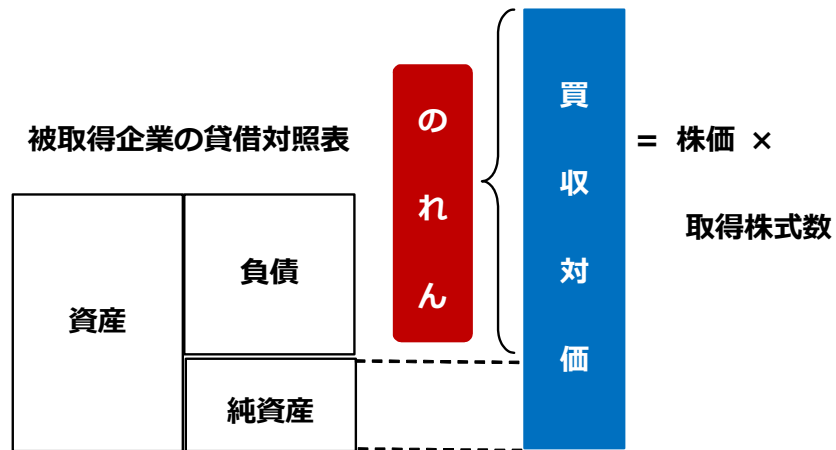 被取得企業の貸借対照表
資産
負債
純資産
のれん
買収対価
= 株価 ×
取得株式数